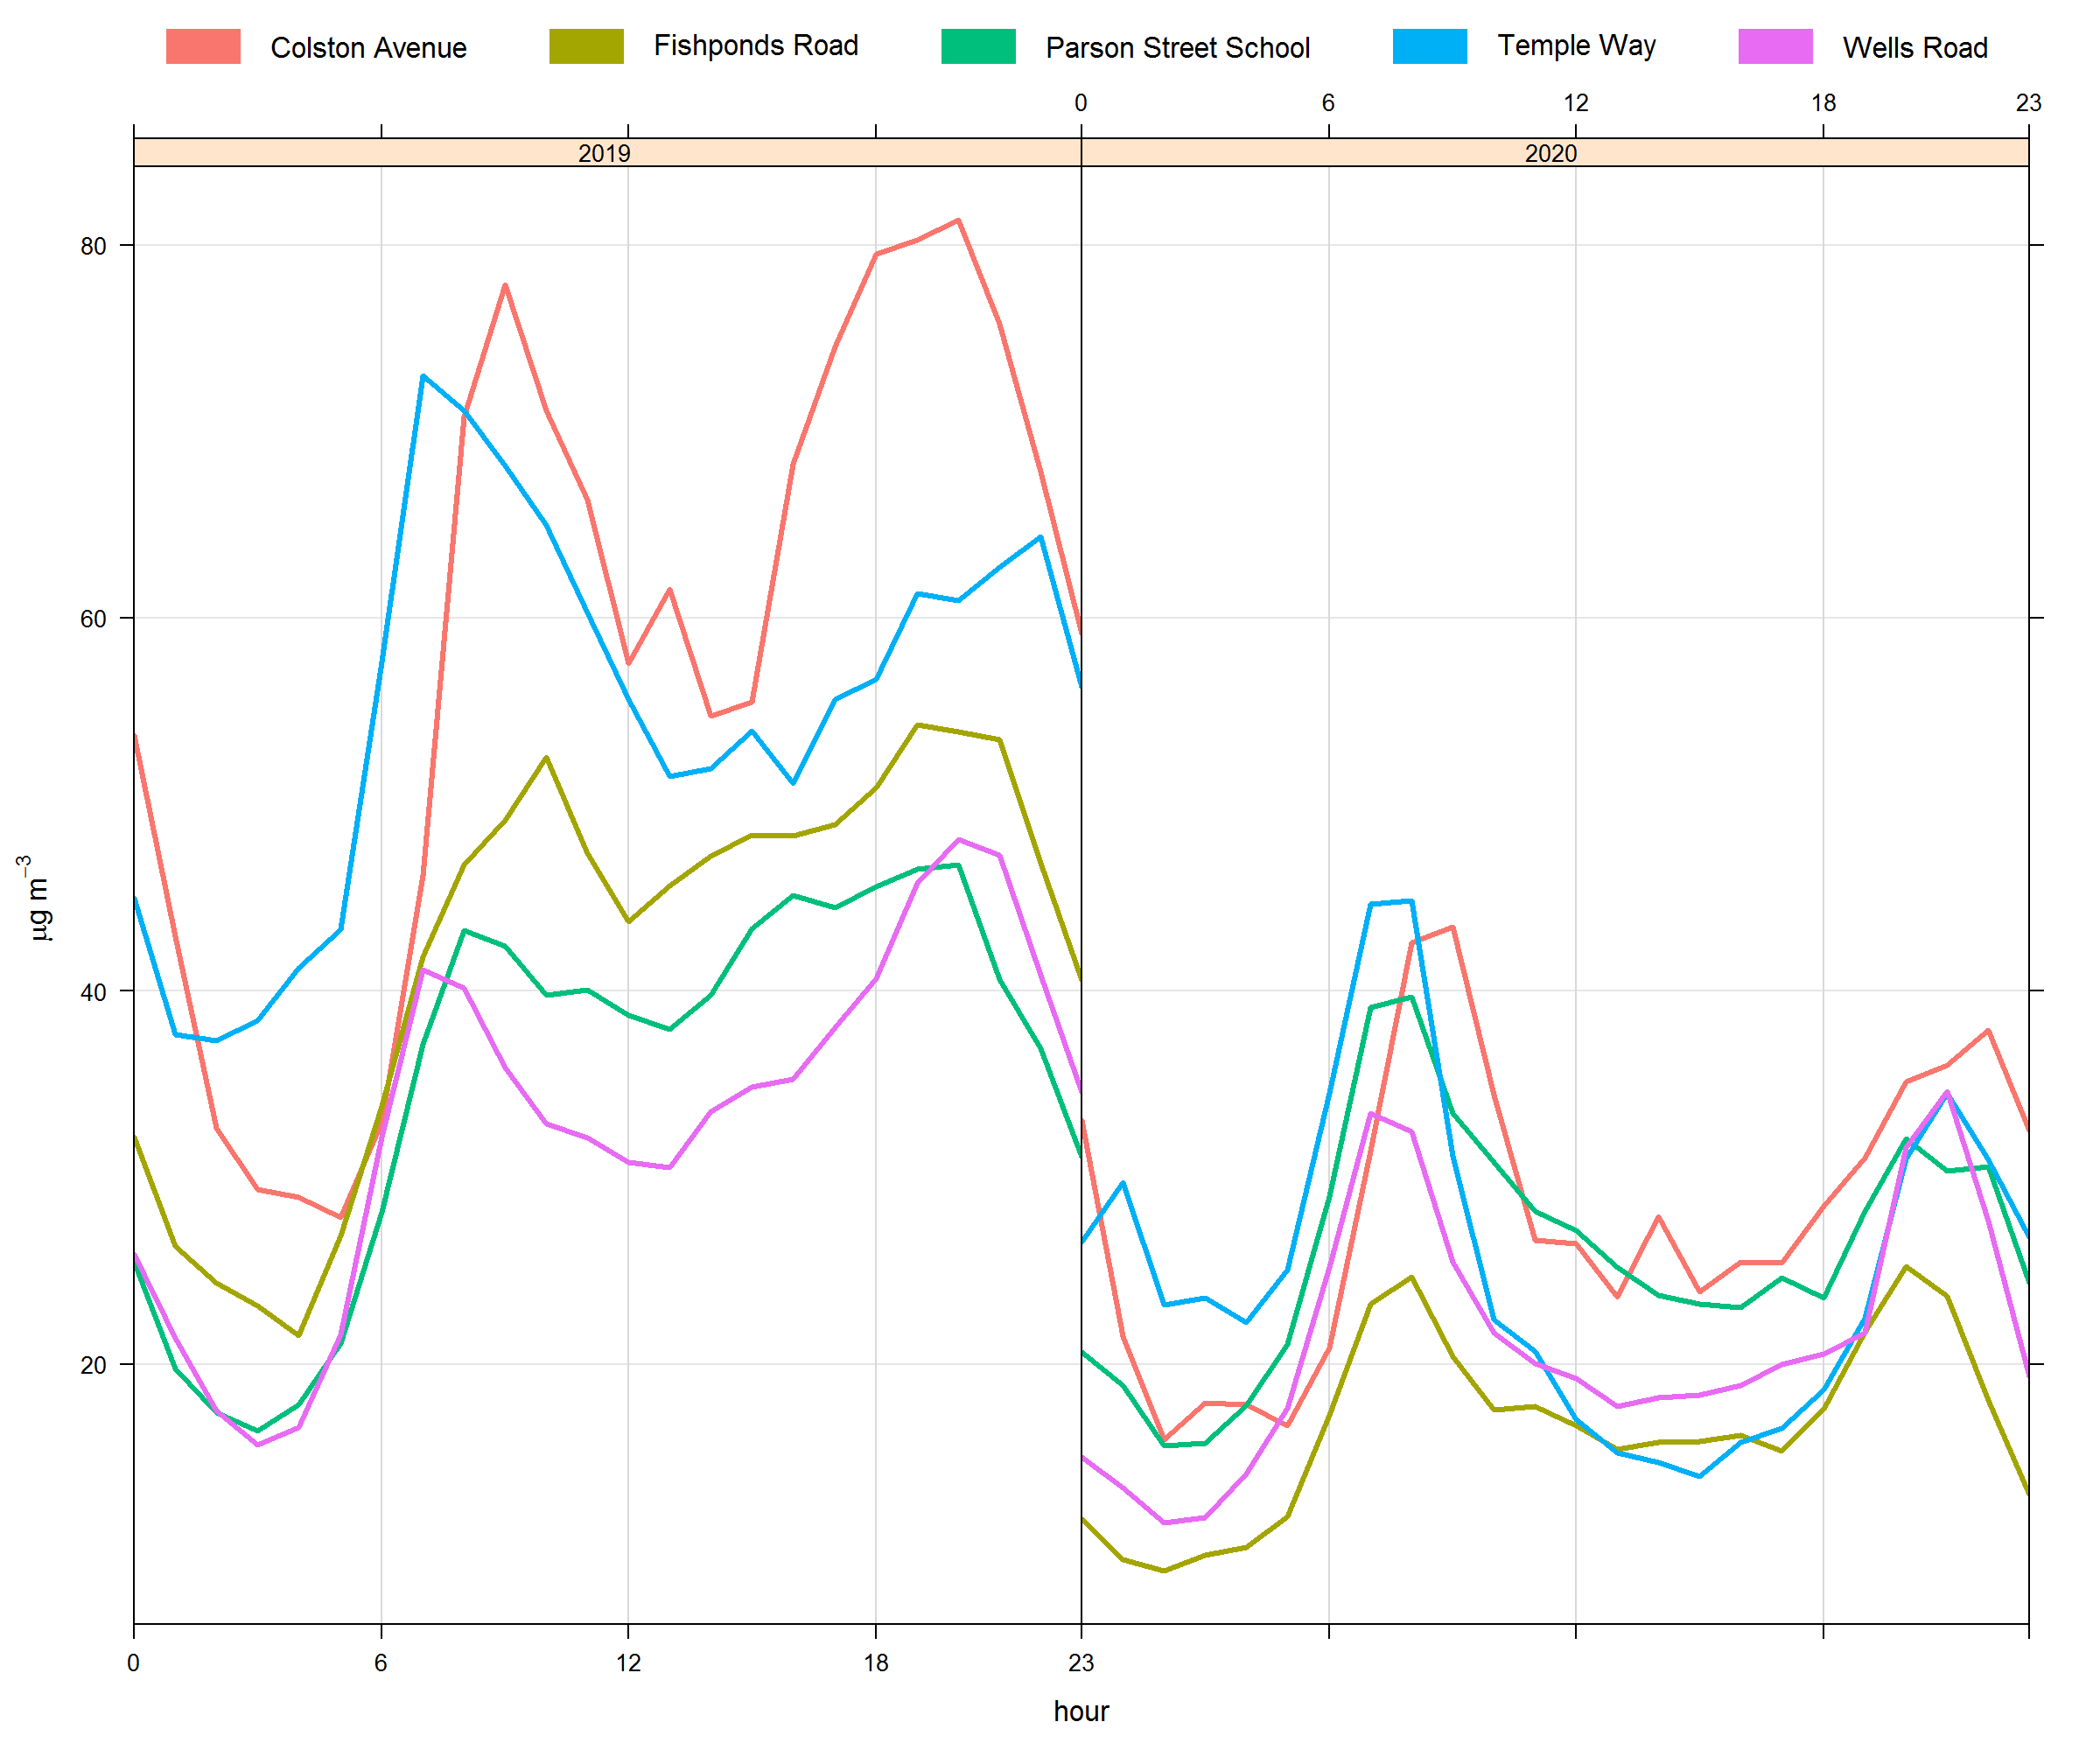 Colston Avenue Fishponds Road Parson Street School Temple Way Wells Road
0 6 12 18 23
2019 2020
80
60
40
20
µg m⁻³
0 6 12 18 23
hour